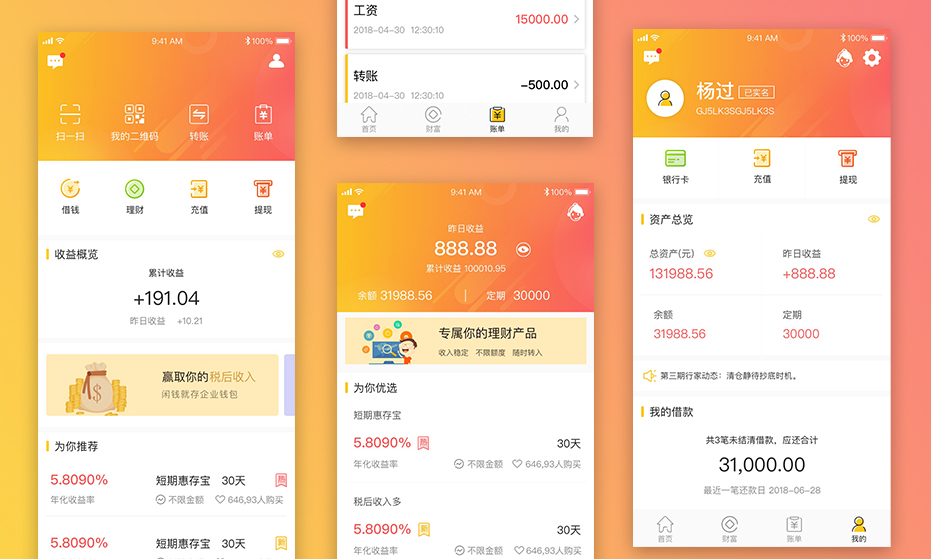 9:41 AM
100%
扫一扫
我的二维码
转账
账单
借钱
理财
充值
提现
收益概览
累计收益
+191.04
昨日收益 +10.21
赢取你的税后收入
闲钱就存企业钱包
为你推荐
5.8090% 短期惠存宝 30天
年化收益率 不限金额 646,93人购买
5.8090% 短期惠存宝 30天
工资
15000.00
2018-04-30 12:30:10
转账
-500.00
2018-04-30 12:30:10
首页
财富
账单
我的
9:41 AM
100%
昨日收益
888.88
累计收益 100010.95
余额 31988.56
定期 30000
专属你的理财产品
收入稳定 不限额度 随时转入
为你优选
短期惠存宝
5.8090% 热 30天
年化收益率 不限金额 646,93人购买
税后收入多
5.8090% 新 30天
年化收益率 不限金额 646,93人购买
9:41 AM
100%
杨过 已实名
GJ5LK3SGJ5LK3S
银行卡
充值
提现
资产总览
总资产(元)
昨日收益
131988.56
+888.88
余额
定期
31988.56
30000
第三期行家动态：清仓静待抄底时机。
我的借款
共3笔未结清借款，应还合计
31,000.00
最近一笔还款日 2018-06-28
首页
财富
账单
我的